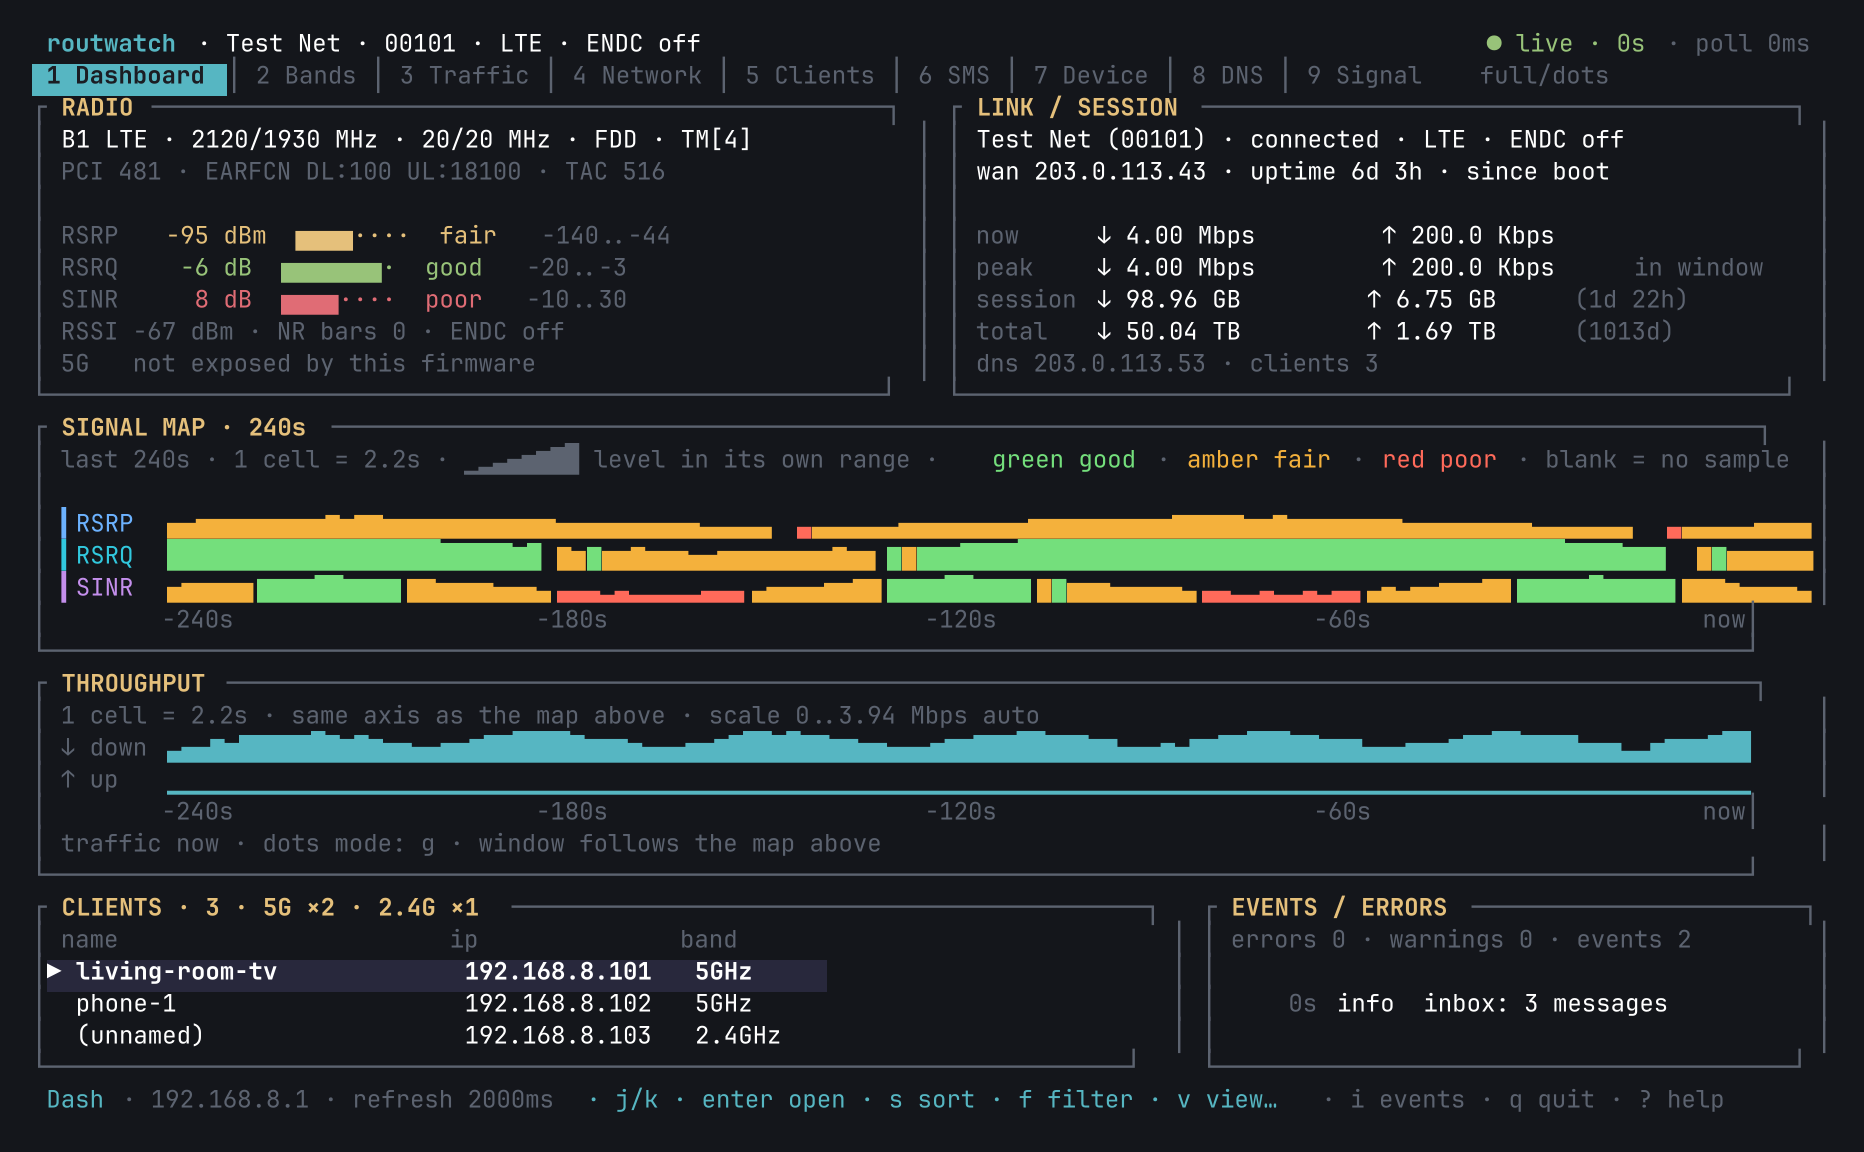 routwatch · Test Net · 00101 · LTE · ENDC off ● live · 0s · poll 0ms
1 Dashboard │ 2 Bands │ 3 Traffic │ 4 Network │ 5 Clients │ 6 SMS │ 7 Device │ 8 DNS │ 9 Signal full/dots
RADIO
B1 LTE · 2120/1930 MHz · 20/20 MHz · FDD · TM[4]
PCI 481 · EARFCN DL:100 UL:18100 · TAC 516
RSRP -95 dBm ···· fair -140..-44
RSRQ -6 dB · good -20..-3
SINR 8 dB ···· poor -10..30
RSSI -67 dBm · NR bars 0 · ENDC off
5G not exposed by this firmware
LINK / SESSION
Test Net (00101) · connected · LTE · ENDC off
wan 203.0.113.43 · uptime 6d 3h · since boot
now ↓ 4.00 Mbps ↑ 200.0 Kbps
peak ↓ 4.00 Mbps ↑ 200.0 Kbps in window
session ↓ 98.96 GB ↑ 6.75 GB (1d 22h)
total ↓ 50.04 TB ↑ 1.69 TB (1013d)
dns 203.0.113.53 · clients 3
SIGNAL MAP · 240s
last 240s · 1 cell = 2.2s · level in its own range · green good · amber fair · red poor · blank = no sample
RSRP
RSRQ
SINR
-240s -180s -120s -60s now
THROUGHPUT
1 cell = 2.2s · same axis as the map above · scale 0..3.94 Mbps auto
↓ down
↑ up
-240s -180s -120s -60s now
traffic now · dots mode: g · window follows the map above
CLIENTS · 3 · 5G ×2 · 2.4G ×1
name ip band
▶ living-room-tv 192.168.8.101 5GHz
phone-1 192.168.8.102 5GHz
(unnamed) 192.168.8.103 2.4GHz
EVENTS / ERRORS
errors 0 · warnings 0 · events 2
0s info inbox: 3 messages
Dash · 192.168.8.1 · refresh 2000ms · j/k · enter open · s sort · f filter · v view… · i events · q quit · ? help